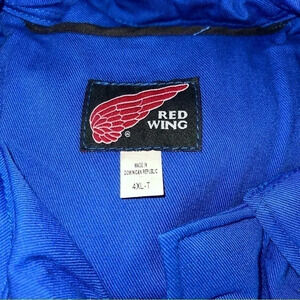 RED
WING
®
MADE IN
DOMINICAN REPUBLIC
4XL-T